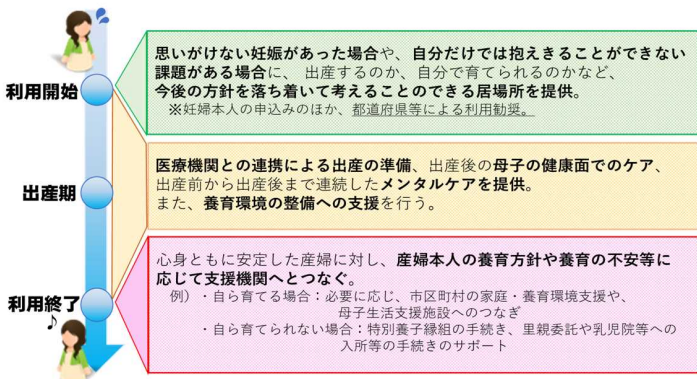 思いがけない妊娠があった場合や、自分だけでは抱えきることができない
課題がある場合に、 出産するのか、自分で育てられるのかなど、
今後の方針を落ち着いて考えることのできる居場所を提供。
※妊婦本人の申込みのほか、都道府県等による利用勧奨。
利用開始
医療機関との連携による出産の準備、出産後の母子の健康面でのケア、
出産前から出産後まで連続したメンタルケアを提供。
また、養育環境の整備への支援を行う。
出産期
心身ともに安定した産婦に対し、産婦本人の養育方針や養育の不安等に
応じて支援機関へとつなぐ。
例）・自ら育てる場合：必要に応じ、市区町村の家庭・養育環境支援や、
母子生活支援施設へのつなぎ
・自ら育てられない場合：特別養子縁組の手続き、里親委託や乳児院等への
入所等の手続きのサポート
利用終了
♪